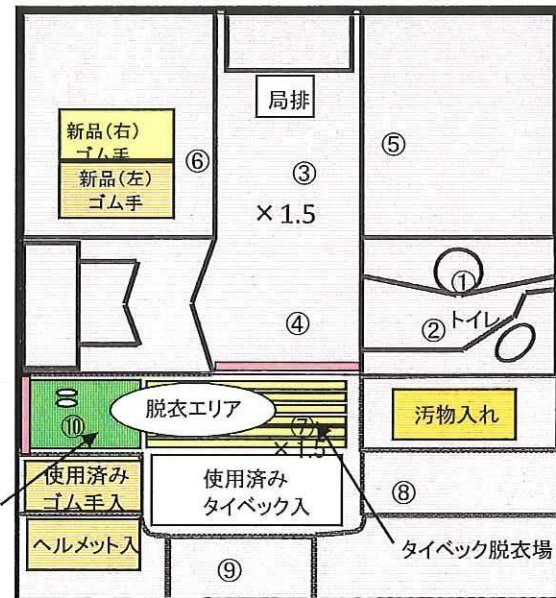 局排
新品(右)
ゴム手
新品(左)
ゴム手
⑥
③
×1.5
⑤
①
④
②
トイレ
脱衣エリア
⑩
⑦
×1.5
汚物入れ
使用済み
ゴム手入
使用済み
タイベック入
⑧
ヘルメット入
⑨
タイベック脱衣場